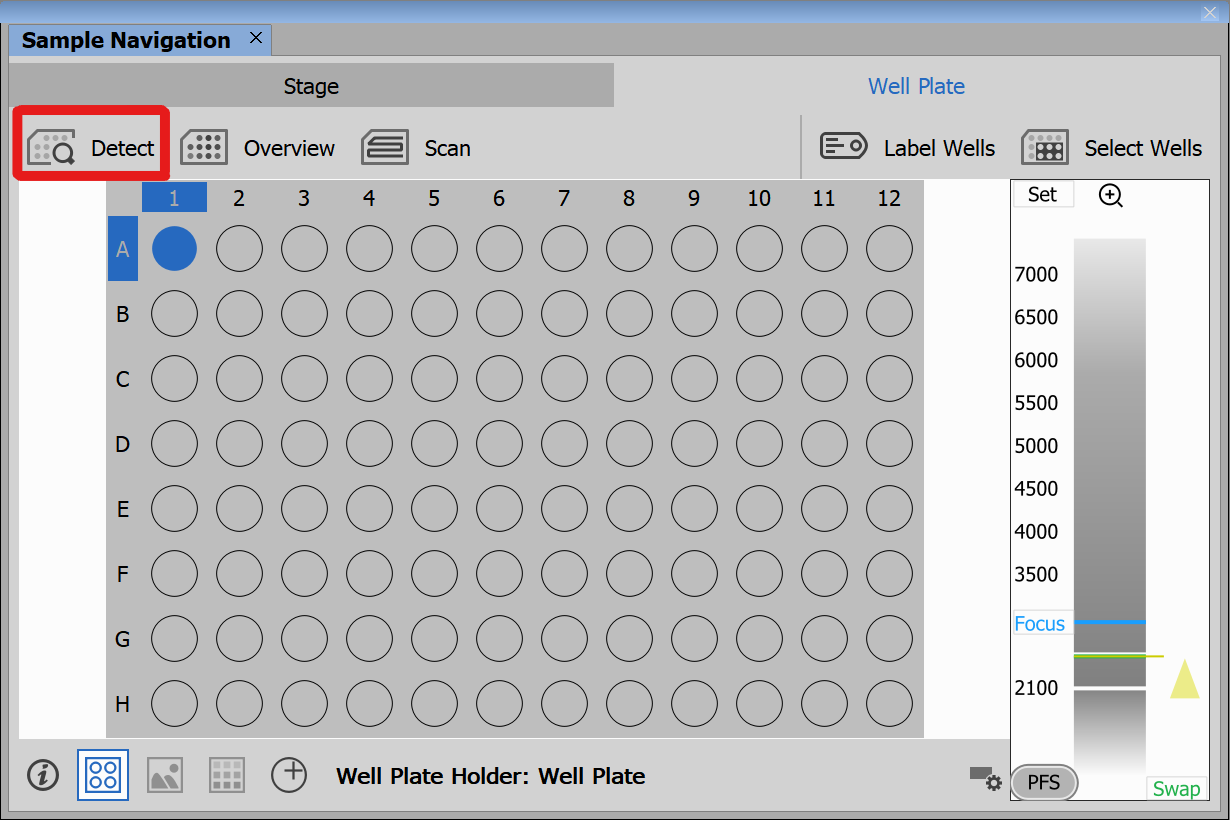 Sample Navigation
Stage
Well Plate
Detect
Overview
Scan
Label Wells
Select Wells
1 2 3 4 5 6 7 8 9 10 11 12
A
B
C
D
E
F
G
H
Set
7000
6500
6000
5500
5000
4500
4000
3500
Focus
2100
PFS
Swap
Well Plate Holder: Well Plate